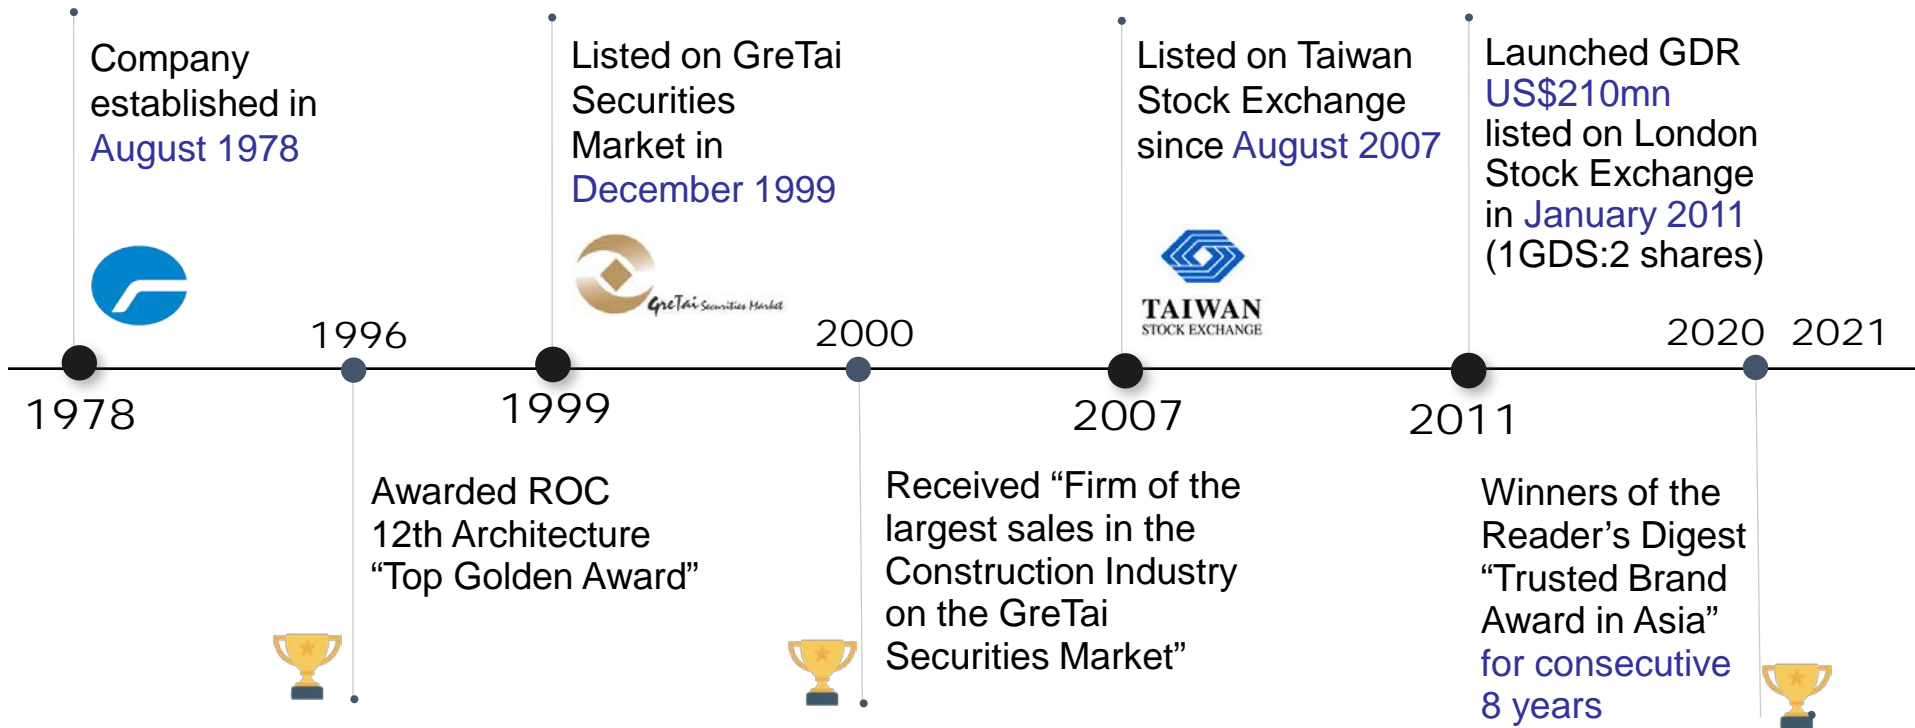 Company
established in
August 1978
Listed on GreTai
Securities
Market in
December 1999
GreTai Securities Market
Listed on Taiwan
Stock Exchange
since August 2007
TAIWAN
STOCK EXCHANGE
Launched GDR
US$210mn
listed on London
Stock Exchange
in January 2011
(1GDS:2 shares)
1996
2000
2020 2021
1978
1999
2007
2011
Awarded ROC
12th Architecture
“Top Golden Award”
Received “Firm of the
largest sales in the
Construction Industry
on the GreTai
Securities Market”
Winners of the
Reader’s Digest
“Trusted Brand
Award in Asia”
for consecutive
8 years